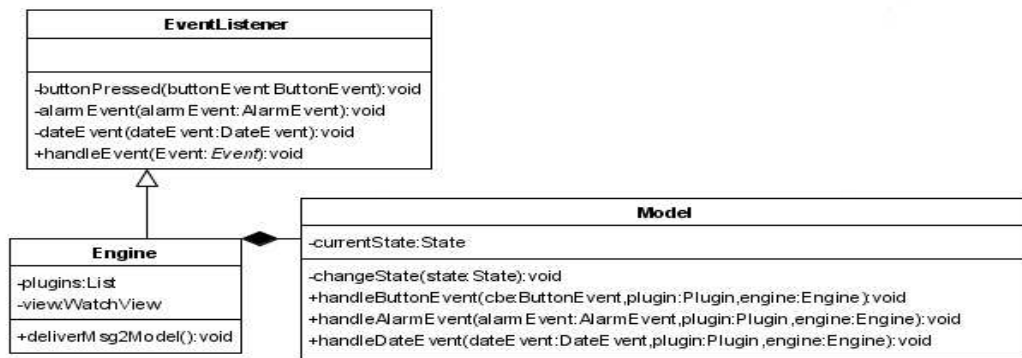 EventListener
-buttonPressed(buttonEvent:ButtonEvent):void
-alarmEvent(alarmEvent:AlarmEvent):void
-dateEvent(dateEvent:DateEvent):void
+handleEvent(Event:Event):void
Engine
-plugins:List
-view:WatchView
+deliverMsg2Model():void
Model
-currentState:State
-changeState(state:State):void
+handleButtonEvent(cbe:ButtonEvent,plugin:Plugin,engine:Engine):void
+handleAlarmEvent(alarmEvent:AlarmEvent,plugin:Plugin,engine:Engine):void
+handleDateEvent(dateEvent:DateEvent,plugin:Plugin,engine:Engine):void